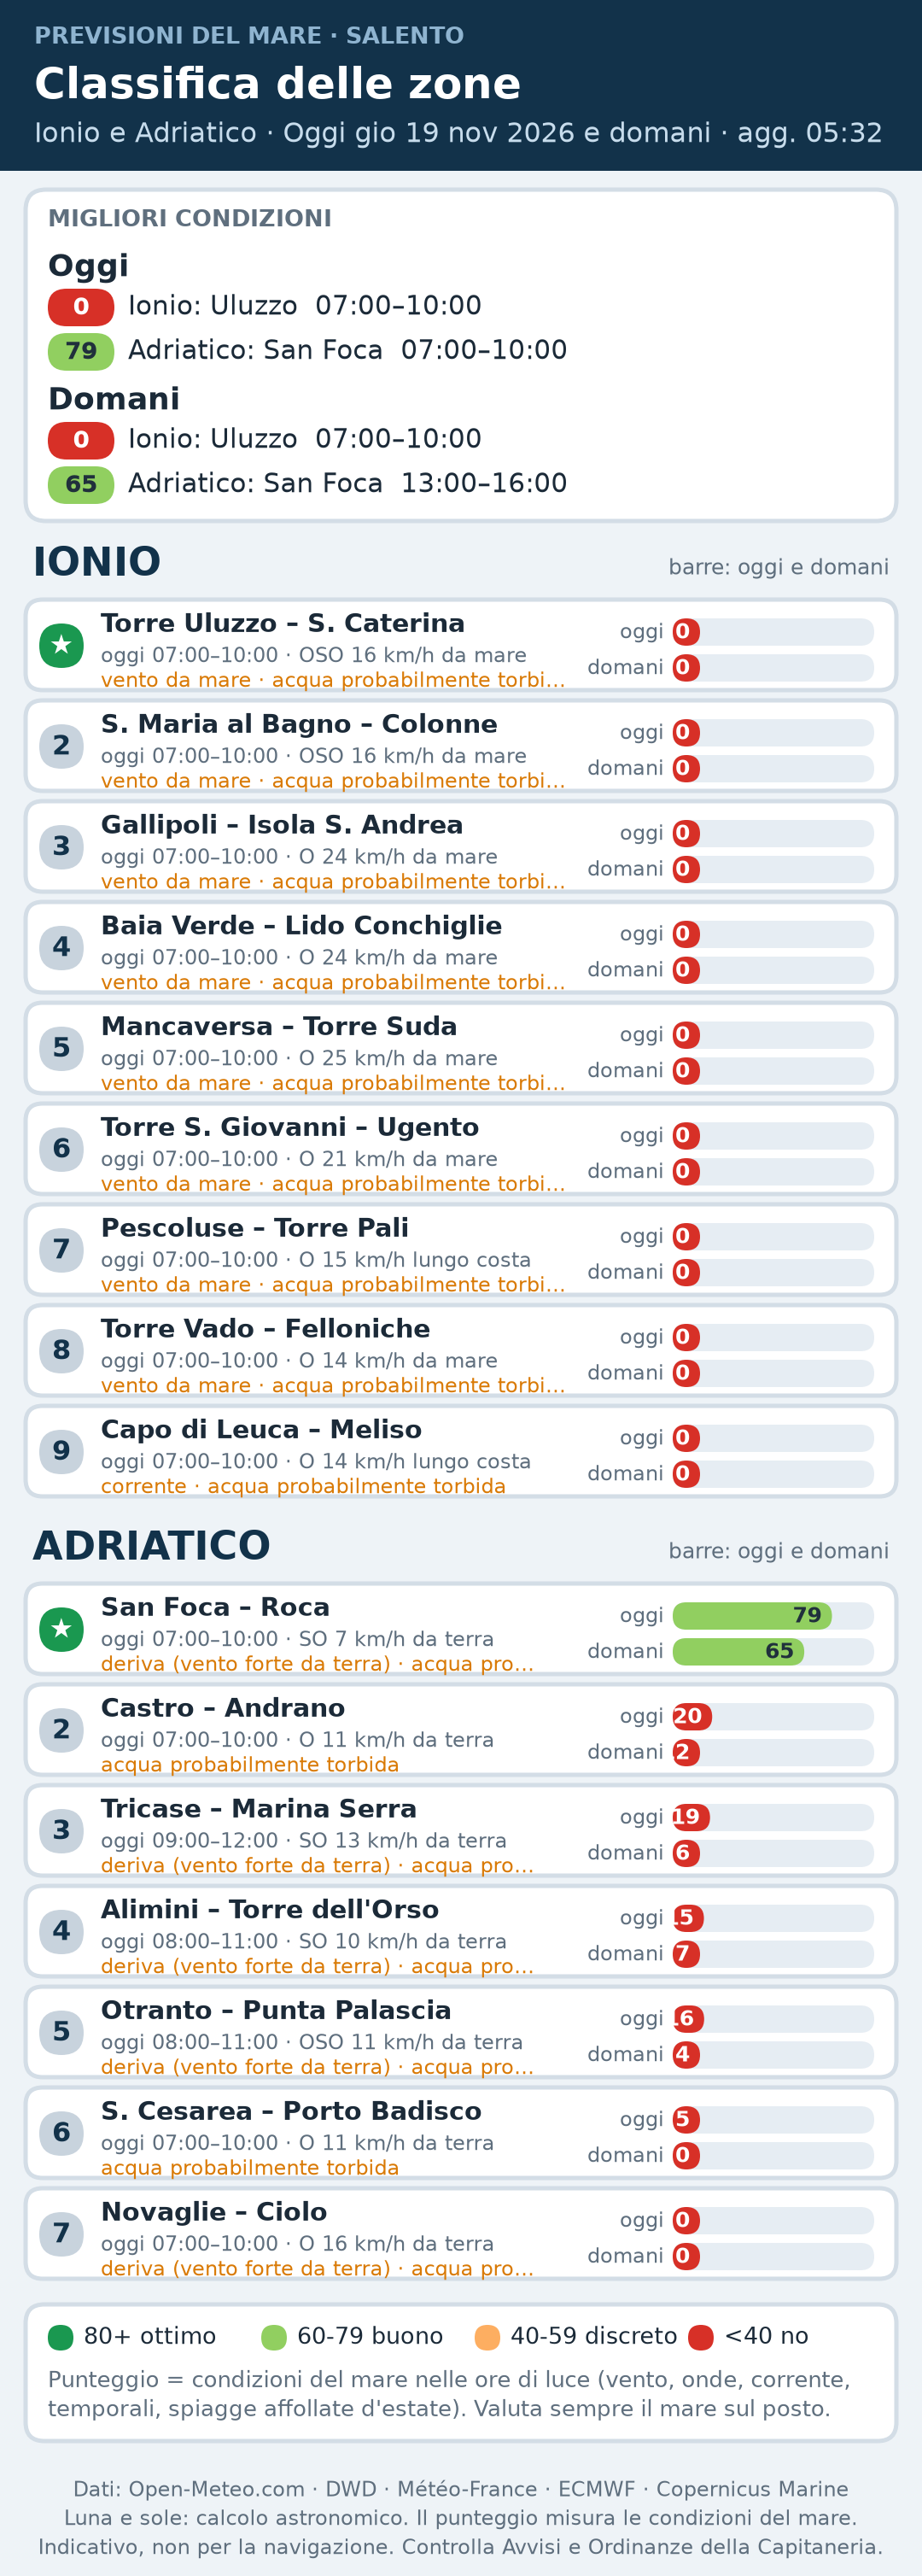 PREVISIONI DEL MARE · SALENTO
Classifica delle zone
Ionio e Adriatico · Oggi gio 19 nov 2026 e domani · agg. 05:32
MIGLIORI CONDIZIONI
Oggi
0 Ionio: Uluzzo 07:00–10:00
79 Adriatico: San Foca 07:00–10:00
Domani
0 Ionio: Uluzzo 07:00–10:00
65 Adriatico: San Foca 13:00–16:00
IONIO
barre: oggi e domani
★ Torre Uluzzo – S. Caterina
oggi 0
oggi 07:00–10:00 · OSO 16 km/h da mare
domani 0
vento da mare · acqua probabilmente torbi…
2 S. Maria al Bagno – Colonne
oggi 0
oggi 07:00–10:00 · OSO 16 km/h da mare
domani 0
vento da mare · acqua probabilmente torbi…
3 Gallipoli – Isola S. Andrea
oggi 0
oggi 07:00–10:00 · O 24 km/h da mare
domani 0
vento da mare · acqua probabilmente torbi…
4 Baia Verde – Lido Conchiglie
oggi 0
oggi 07:00–10:00 · O 24 km/h da mare
domani 0
vento da mare · acqua probabilmente torbi…
5 Mancaversa – Torre Suda
oggi 0
oggi 07:00–10:00 · O 25 km/h da mare
domani 0
vento da mare · acqua probabilmente torbi…
6 Torre S. Giovanni – Ugento
oggi 0
oggi 07:00–10:00 · O 21 km/h da mare
domani 0
vento da mare · acqua probabilmente torbi…
7 Pescoluse – Torre Pali
oggi 0
oggi 07:00–10:00 · O 15 km/h lungo costa
domani 0
vento da mare · acqua probabilmente torbi…
8 Torre Vado – Felloniche
oggi 0
oggi 07:00–10:00 · O 14 km/h da mare
domani 0
vento da mare · acqua probabilmente torbi…
9 Capo di Leuca – Meliso
oggi 0
oggi 07:00–10:00 · O 14 km/h lungo costa
domani 0
corrente · acqua probabilmente torbida
ADRIATICO
barre: oggi e domani
★ San Foca – Roca
oggi 79
oggi 07:00–10:00 · SO 7 km/h da terra
domani 65
deriva (vento forte da terra) · acqua pro…
2 Castro – Andrano
oggi 20
oggi 07:00–10:00 · O 11 km/h da terra
domani
acqua probabilmente torbida
3 Tricase – Marina Serra
oggi 19
oggi 09:00–12:00 · SO 13 km/h da terra
domani 6
deriva (vento forte da terra) · acqua pro…
4 Alimini – Torre dell'Orso
oggi 15
oggi 08:00–11:00 · SO 10 km/h da terra
domani 7
deriva (vento forte da terra) · acqua pro…
5 Otranto – Punta Palascia
oggi 16
oggi 08:00–11:00 · OSO 11 km/h da terra
domani 4
deriva (vento forte da terra) · acqua pro…
6 S. Cesarea – Porto Badisco
oggi 5
oggi 07:00–10:00 · O 11 km/h da terra
domani 0
acqua probabilmente torbida
7 Novaglie – Ciolo
oggi 0
oggi 07:00–10:00 · O 16 km/h da terra
domani 0
deriva (vento forte da terra) · acqua pro…
80+ ottimo 60-79 buono 40-59 discreto <40 no
Punteggio = condizioni del mare nelle ore di luce (vento, onde, corrente,
temporali, spiagge affollate d'estate). Valuta sempre il mare sul posto.
Dati: Open-Meteo.com · DWD · Météo-France · ECMWF · Copernicus Marine
Luna e sole: calcolo astronomico. Il punteggio misura le condizioni del mare.
Indicativo, non per la navigazione. Controlla Avvisi e Ordinanze della Capitaneria.